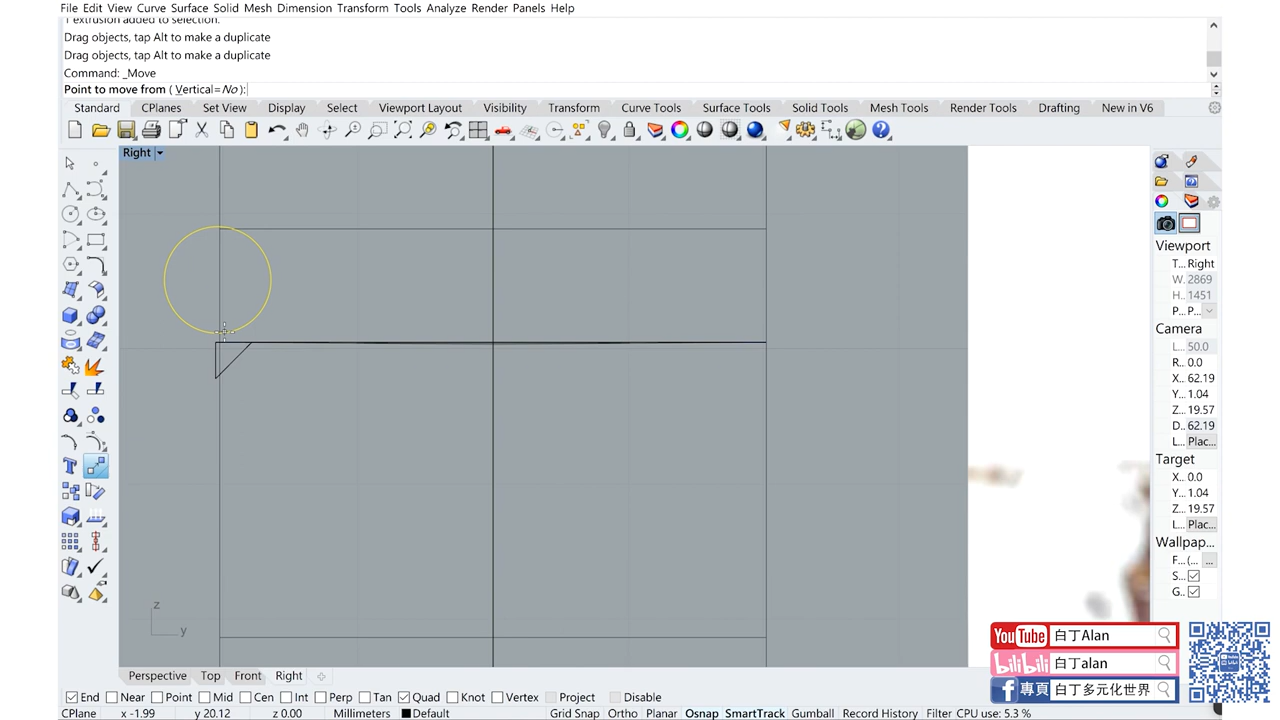 File Edit View Curve Surface Solid Mesh Dimension Transform Tools Analyze Render Panels Help
1 extrusion added to selection.
Drag objects, tap Alt to make a duplicate
Drag objects, tap Alt to make a duplicate
Command: _Move
Point to move from ( Vertical=No ):
Standard CPlanes Set View Display Select Viewport Layout Visibility Transform Curve Tools Surface Tools Solid Tools Mesh Tools Render Tools Drafting New in V6
Right
Viewport
T... Right
W. 2869
H.. 1451
P... P...
Camera
L... 50.0
R... 0.0
X... 62.19
Y... 1.04
Z... 19.57
D.. 62.19
L... Plac...
Target
X... 0.0
Y... 1.04
Z... 19.57
L... Plac...
Wallpap...
F... (... ...
S...
G..
z
y
YouTube 白丁Alan
bilibili 白丁alan
f 專頁 白丁多元化世界
Perspective Top Front Right
End Near Point Mid Cen Int Perp Tan Quad Knot Vertex Project Disable
CPlane x -1.99 y 20.12 z 0.00 Millimeters Default Grid Snap Ortho Planar Osnap SmartTrack Gumball Record History Filter CPU use: 5.3 %